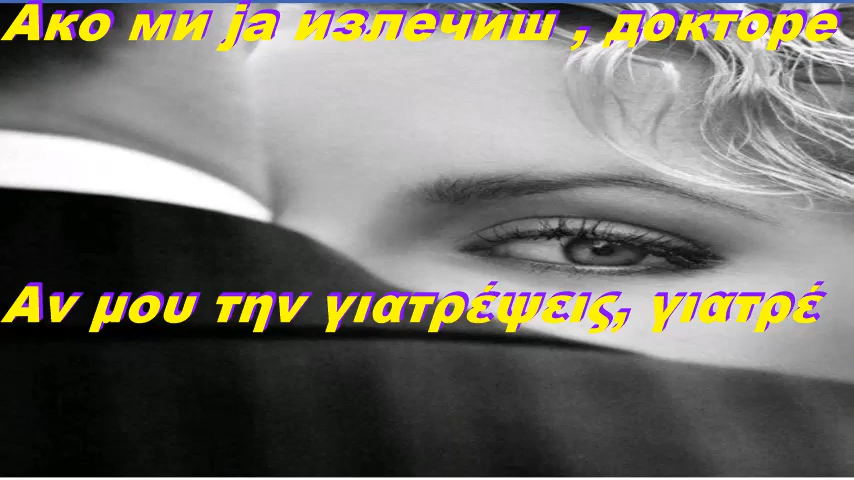 Ако ми ја излечиш , докторе
Αν μου την γιατρέψεις, γιατρέ